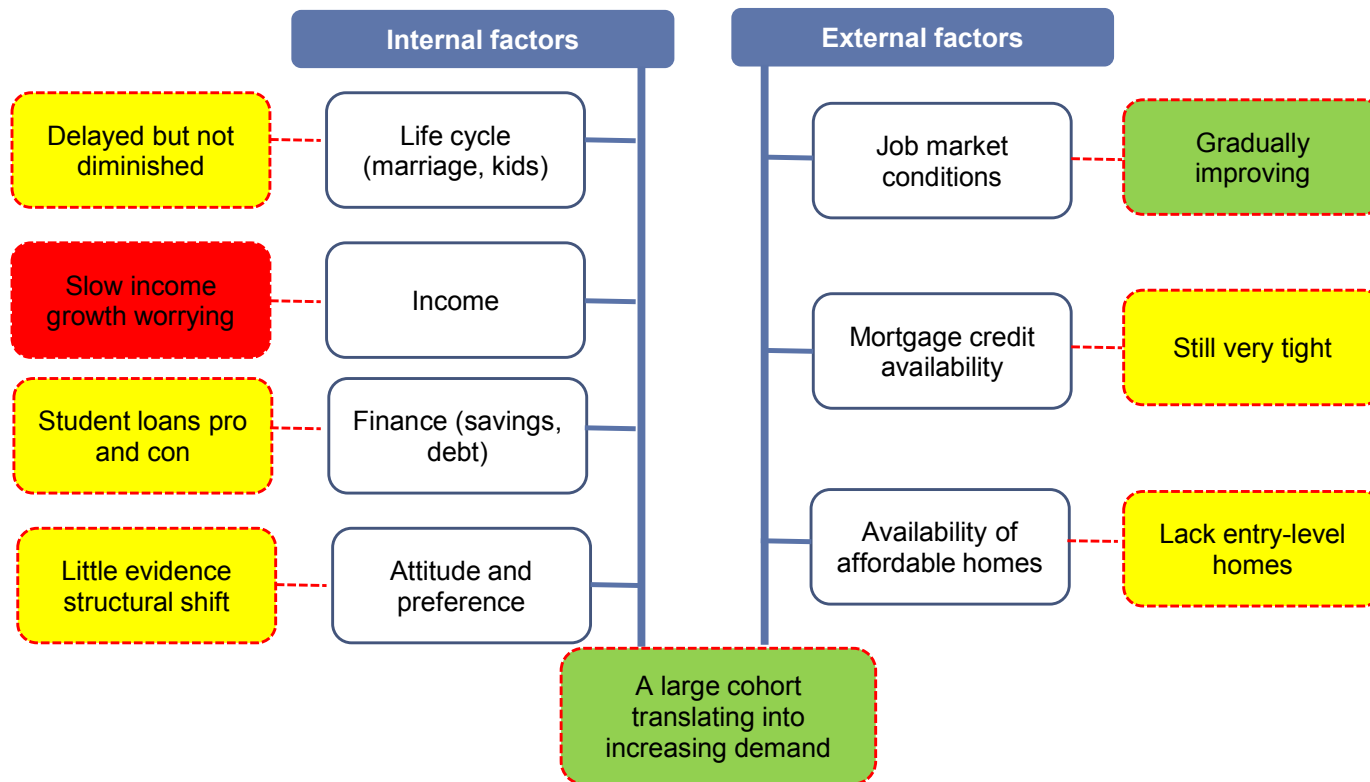 Internal factors
External factors
Delayed but not
diminished
Life cycle
(marriage, kids)
Job market
conditions
Gradually
improving
Slow income
growth worrying
Income
Mortgage credit
availability
Still very tight
Student loans pro
and con
Finance (savings,
debt)
Availability of
affordable homes
Lack entry-level
homes
Little evidence
structural shift
Attitude and
preference
A large cohort
translating into
increasing demand